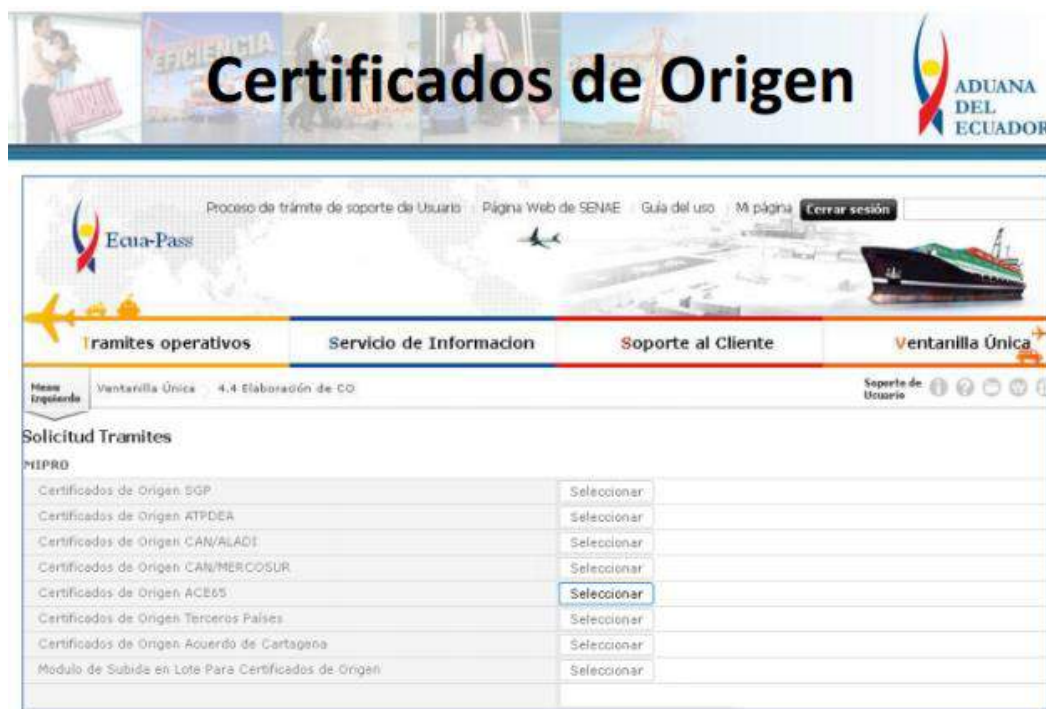 EFICIENCIA
Certificados de Origen
ADUANA
DEL
ECUADOR
Proceso de trámite de soporte de Usuario Página Web de SENAE Guía del uso Mi página Cerrar sesión
Ecua-Pass
Tramites operativos Servicio de Informacion Soporte al Cliente Ventanilla Única
Menu Izquierdo Ventanilla Única 4.4 Elaboración de CO Soporte de Usuario
Solicitud Tramites
MIPRO
Certificados de Origen SGP Seleccionar
Certificados de Origen ATPDEA Seleccionar
Certificados de Origen CAN/ALADI Seleccionar
Certificados de Origen CAN/MERCOSUR Seleccionar
Certificados de Origen ACE65 Seleccionar
Certificados de Origen Terceros Países Seleccionar
Certificados de Origen Acuerdo de Cartagena Seleccionar
Modulo de Subida en Lote Para Certificados de Origen Seleccionar